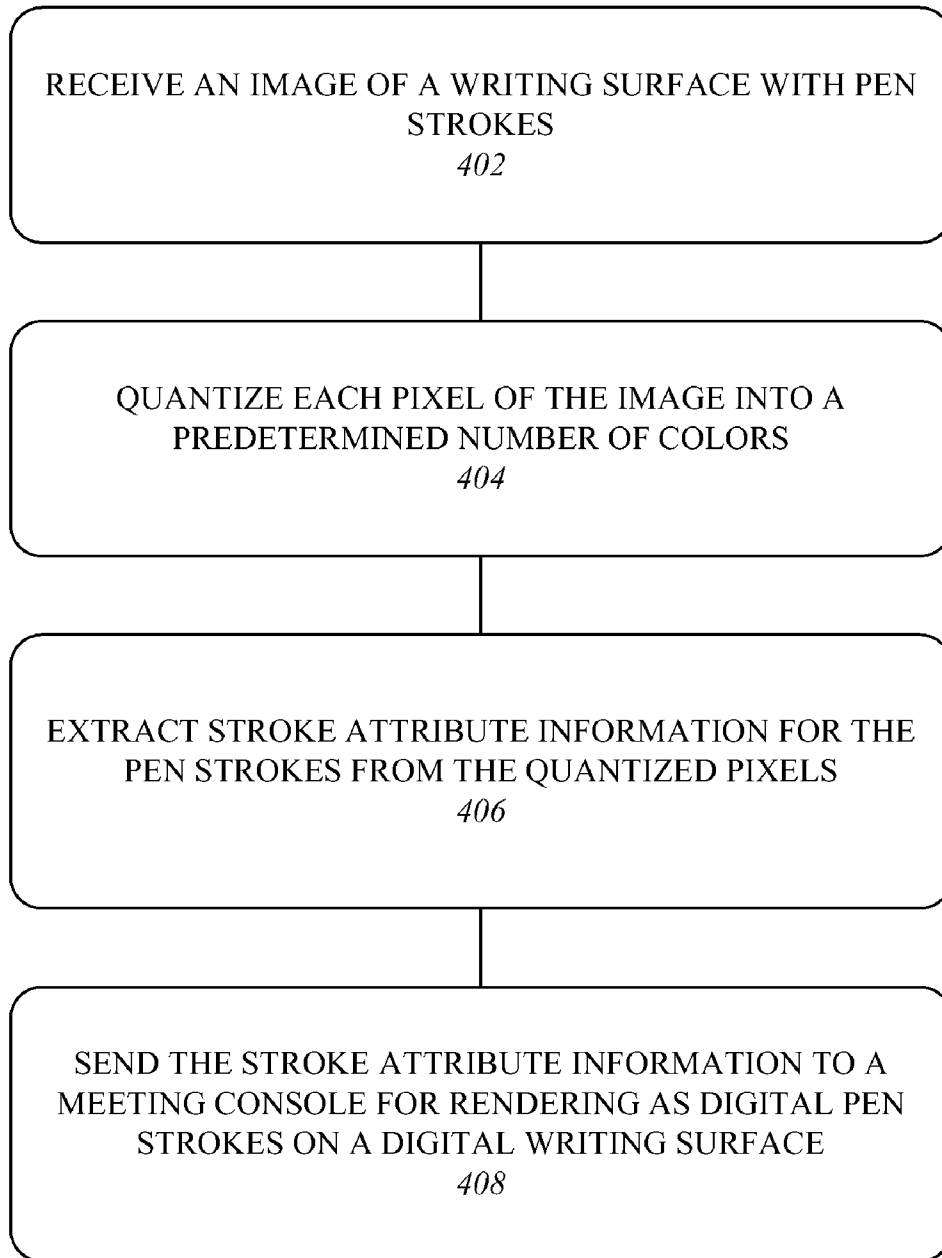 RECEIVE AN IMAGE OF A WRITING SURFACE WITH PEN
STROKES
402
QUANTIZE EACH PIXEL OF THE IMAGE INTO A
PREDETERMINED NUMBER OF COLORS
404
EXTRACT STROKE ATTRIBUTE INFORMATION FOR THE
PEN STROKES FROM THE QUANTIZED PIXELS
406
SEND THE STROKE ATTRIBUTE INFORMATION TO A
MEETING CONSOLE FOR RENDERING AS DIGITAL PEN
STROKES ON A DIGITAL WRITING SURFACE
408